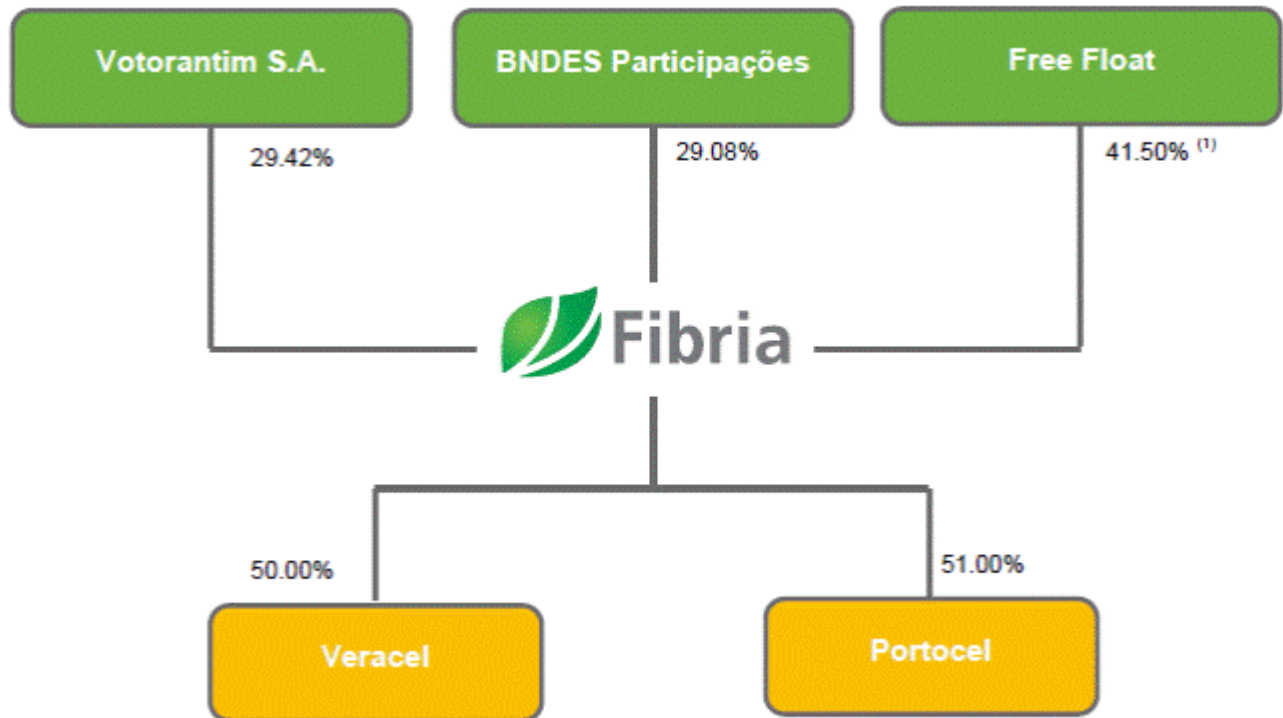 Votorantim S.A.
BNDES Participações
Free Float
29.42%
29.08%
41.50% (1)
Fibria
50.00%
51.00%
Veracel
Portocel